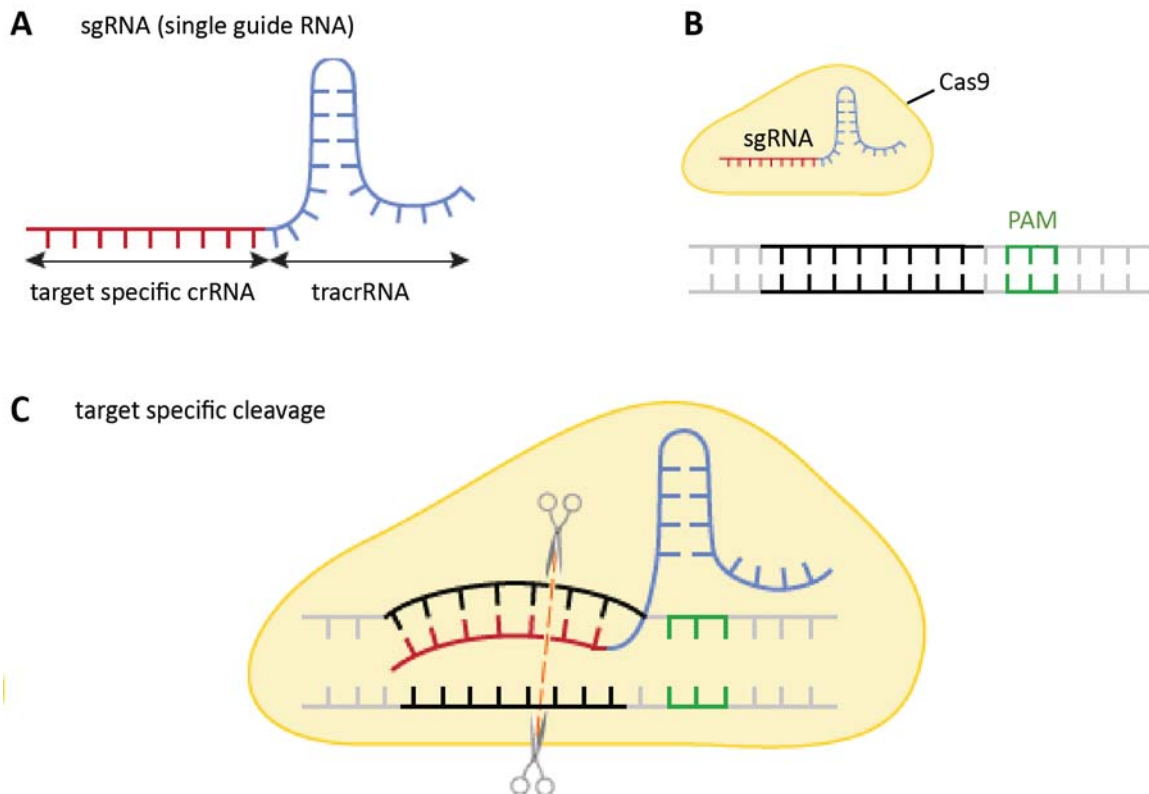 A sgRNA (single guide RNA)
target specific crRNA
tracrRNA
B
Cas9
sgRNA
PAM
C target specific cleavage